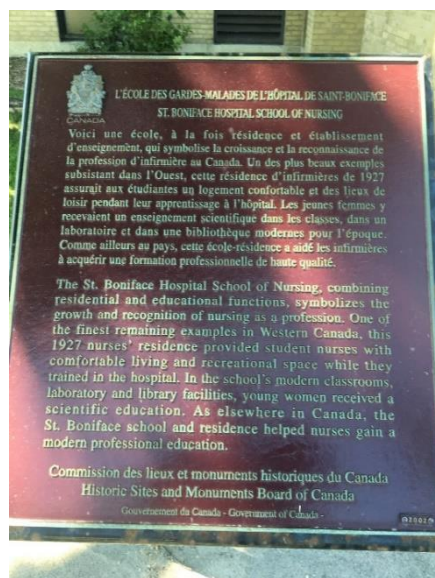 CANADA
L'ÉCOLE DES GARDES-MALADES DE L'HÔPITAL DE SAINT-BONIFACE
ST. BONIFACE HOSPITAL SCHOOL OF NURSING
Voici une école, à la fois résidence et établissement
d'enseignement, qui symbolise la croissance et la reconnaissance de
la profession d'infirmière au Canada. Un des plus beaux exemples
subsistant dans l'Ouest, cette résidence d'infirmières de 1927
assurait aux étudiantes un logement confortable et des lieux de
loisir pendant leur apprentissage à l'hôpital. Les jeunes femmes y
recevaient un enseignement scientifique dans les classes, dans un
laboratoire et dans une bibliothèque modernes pour l'époque.
Comme ailleurs au pays, cette école-résidence a aidé les infirmières
à acquérir une formation professionnelle de haute qualité.
The St. Boniface Hospital School of Nursing, combining
residential and educational functions, symbolizes the
growth and recognition of nursing as a profession. One of
the finest remaining examples in Western Canada, this
1927 nurses' residence provided student nurses with
comfortable living and recreational space while they
trained in the hospital. In the school's modern classrooms,
laboratory and library facilities, young women received a
scientific education. As elsewhere in Canada, the
St. Boniface school and residence helped nurses gain a
modern professional education.
Commission des lieux et monuments historiques du Canada
Historic Sites and Monuments Board of Canada
Gouvernement du Canada - Government of Canada